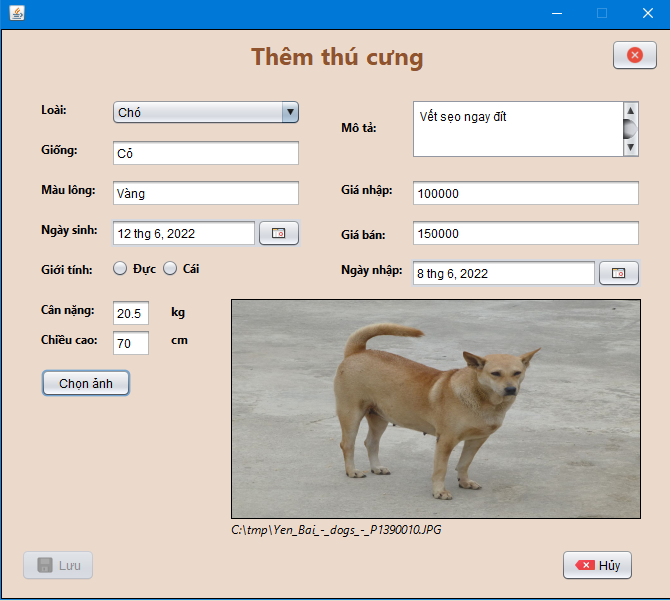 Thêm thú cưng
Loài: Chó
Giống: Cỏ
Màu lông: Vàng
Ngày sinh: 12 thg 6, 2022
Giới tính: Đực Cái
Cân nặng: 20.5 kg
Chiều cao: 70 cm
Chọn ảnh
Mô tả: Vết sẹo ngay đít
Giá nhập: 100000
Giá bán: 150000
Ngày nhập: 8 thg 6, 2022
C:\tmp\Yen_Bai_-_dogs_-_P1390010.JPG
Lưu
Hủy